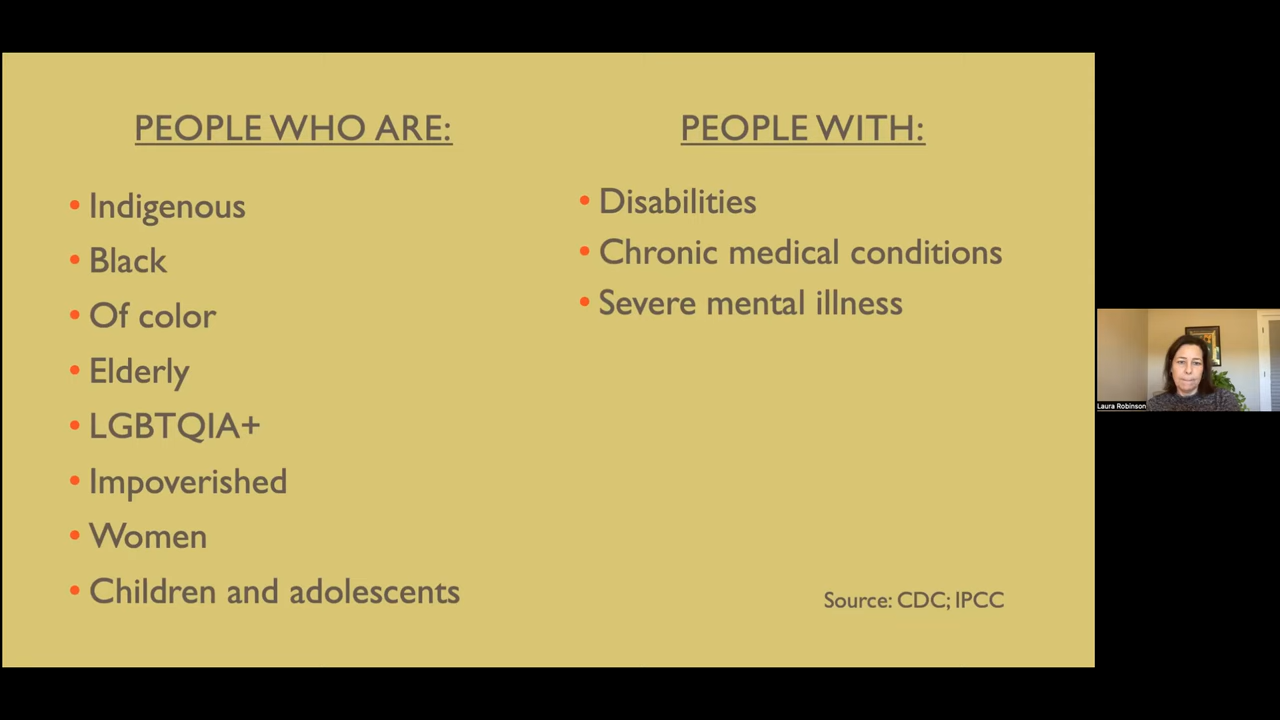 PEOPLE WHO ARE:
• Indigenous
• Black
• Of color
• Elderly
• LGBTQIA+
• Impoverished
• Women
• Children and adolescents
PEOPLE WITH:
• Disabilities
• Chronic medical conditions
• Severe mental illness
Source: CDC; IPCC
Laura Robinson